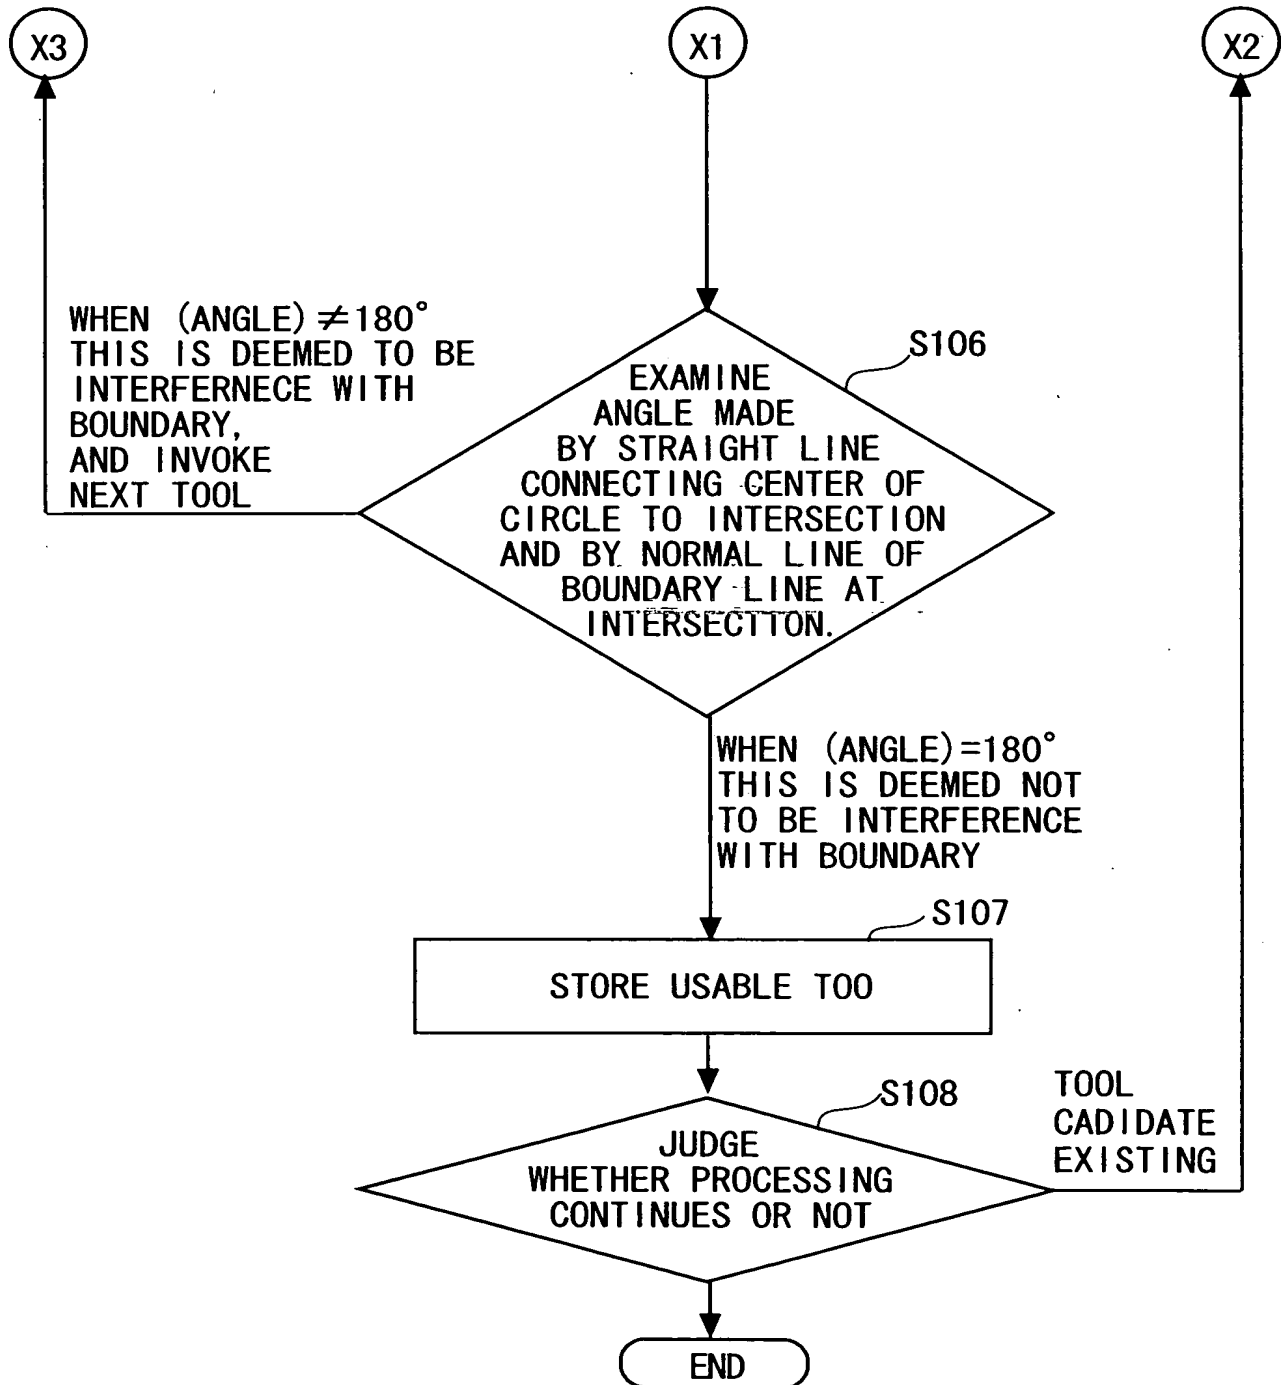 X3
X1
X2
WHEN (ANGLE)≠180°
THIS IS DEEMED TO BE
INTERFERNECE WITH
BOUNDARY,
AND INVOKE
NEXT TOOL
S106
EXAMINE
ANGLE MADE
BY STRAIGHT LINE
CONNECTING CENTER OF
CIRCLE TO INTERSECTION
AND BY NORMAL LINE OF
BOUNDARY LINE AT
INTERSECTION.
WHEN (ANGLE)=180°
THIS IS DEEMED NOT
TO BE INTERFERENCE
WITH BOUNDARY
S107
STORE USABLE TOO
S108
JUDGE
WHETHER PROCESSING
CONTINUES OR NOT
TOOL
CADIDATE
EXISTING
END